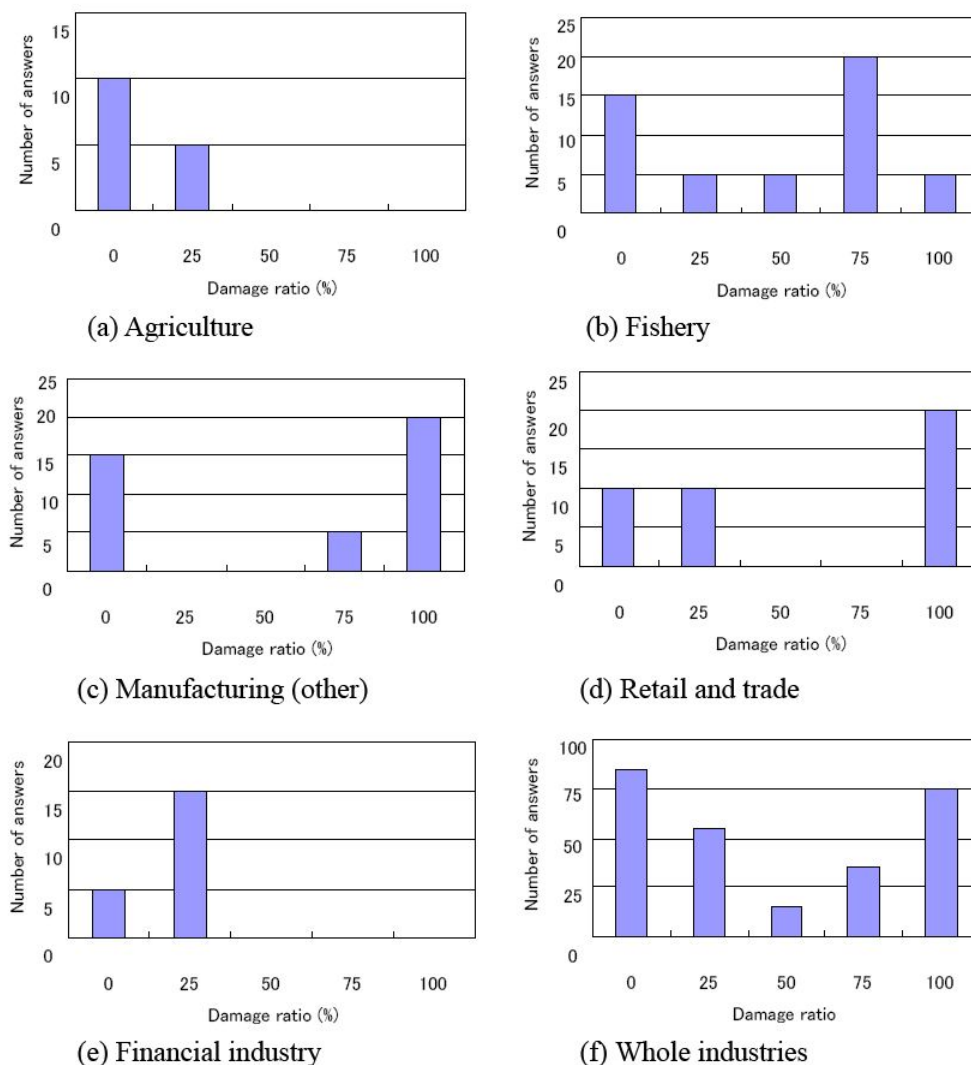 Number of answers
15
10
5
0
0 25 50 75 100
Damage ratio (%)
(a) Agriculture
Number of answers
25
20
15
10
5
0
0 25 50 75 100
Damage ratio (%)
(b) Fishery
Number of answers
25
20
15
10
5
0
0 25 50 75 100
Damage ratio (%)
(c) Manufacturing (other)
Number of answers
25
20
15
10
5
0
0 25 50 75 100
Damage ratio (%)
(d) Retail and trade
Number of answers
20
15
10
5
0
0 25 50 75 100
Damage ratio (%)
(e) Financial industry
Number of answers
100
75
50
25
0
0 25 50 75 100
Damage ratio
(f) Whole industries